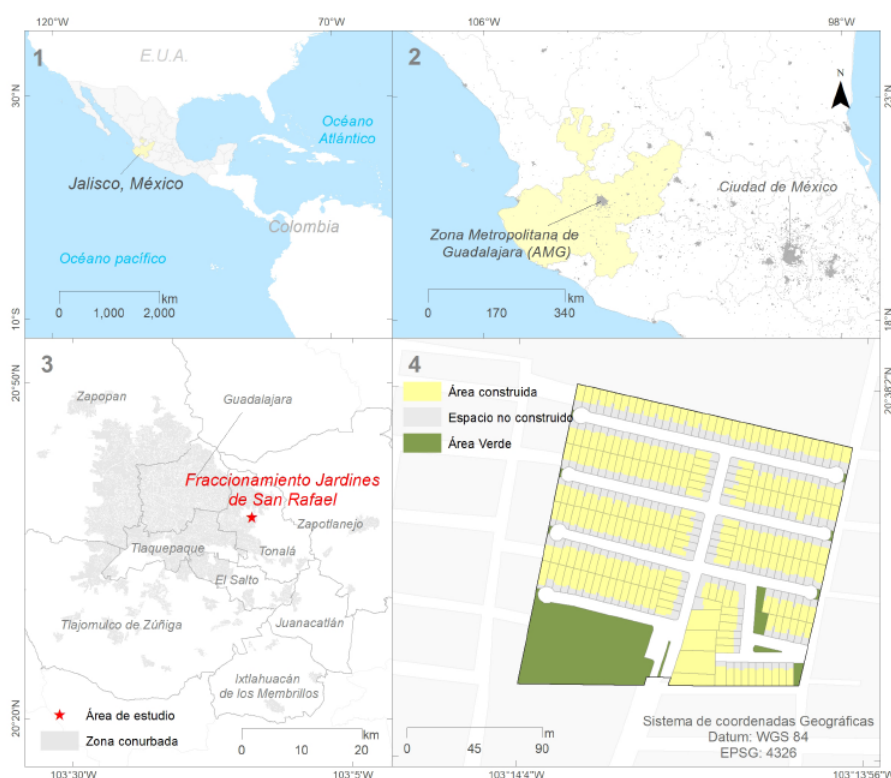 120°W
70°W
106°W
98°W
1
E.U.A.
30°N
Océano
Atlántico
Jalisco, México
Colombia
Océano pacífico
km
0
1,000
2,000
10°S
2
N
23°N
Ciudad de México
Zona Metropolitana de
Guadalajara (AMG)
km
0
170
340
18°N
3
20°50'N
Zapopan
Guadalajara
Fraccionamiento Jardines
de San Rafael
Zapotlanejo
Tlaquepaque
Tonalá
El Salto
Tlajomulco de Zúñiga
Juanacatlán
Ixtlahuacán
de los Membrillos
Área de estudio
Zona conurbada
km
0
10
20
20°20'N
103°30'W
103°5'W
4
Área construida
Espacio no construido
Área Verde
20°38'2"N
m
0
45
90
Sistema de coordenadas Geográficas
Datum: WGS 84
EPSG: 4326
103°14'4"W
103°13'56"W